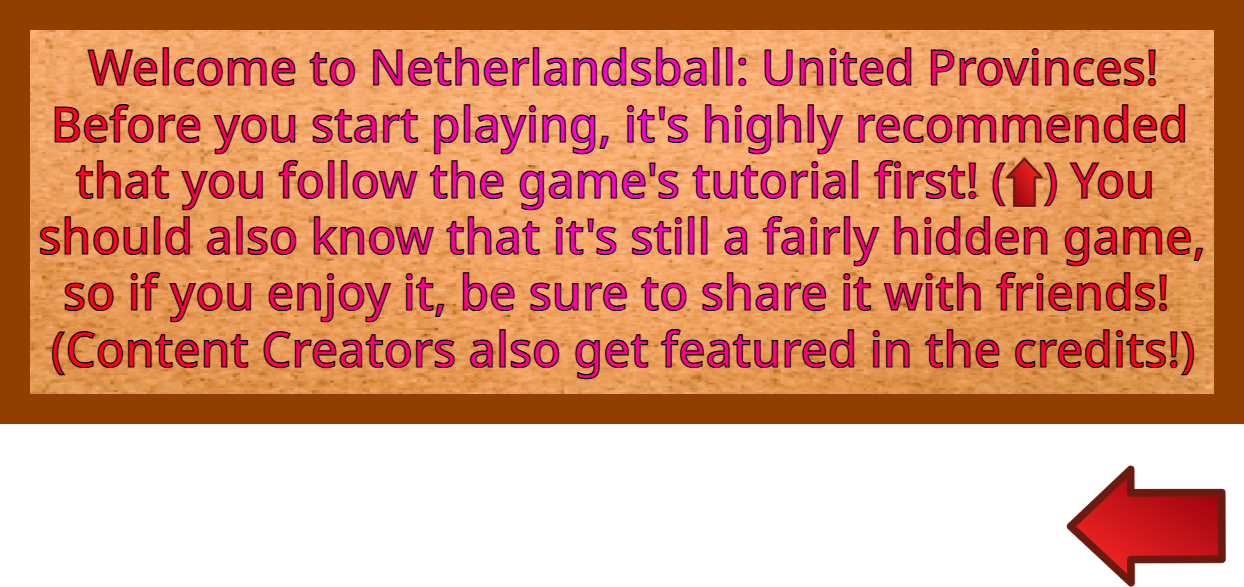 Welcome to Netherlandsball: United Provinces!
Before you start playing, it's highly recommended
that you follow the game's tutorial first! (⬆) You
should also know that it's still a fairly hidden game,
so if you enjoy it, be sure to share it with friends!
(Content Creators also get featured in the credits!)